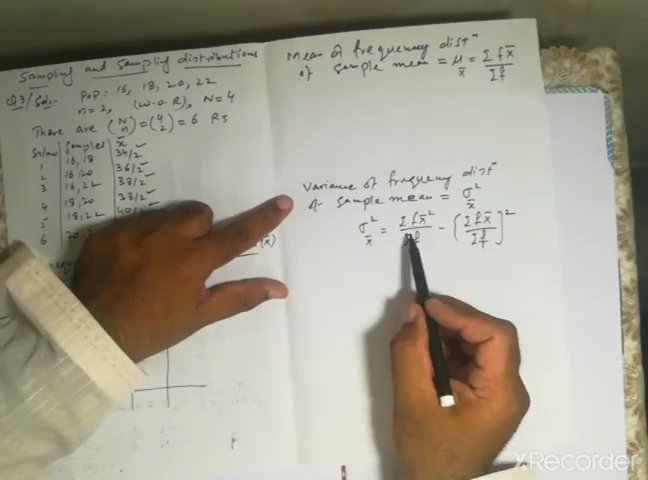 Sampling and Sampling distributions
Q3/Sol:- Pop: 16, 18, 20, 22
n=2, (W.O.R), N=4
There are (N n) = (4 2) = 6 Rs
Sr/no Samples x̄
1 16, 18 34/2
2 16, 20 36/2
3 16, 22 38/2
4 18, 20 38/2
5 18, 22 40/2
6
(x̄)
Mean of frequency distⁿ
of sample mean = μx̄ = Σfx̄/Σf
Variance of frequency distⁿ
of sample mean = σ²x̄
σ²x̄ = Σfx̄²/Σf - (Σfx̄/Σf)²
P
XRecorder